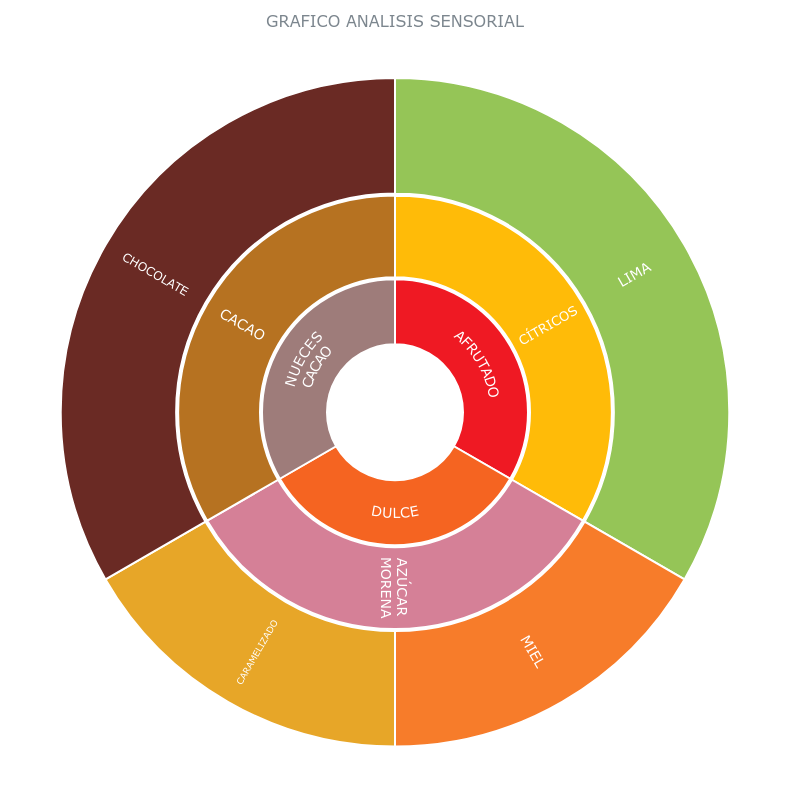 GRAFICO ANALISIS SENSORIAL
CHOCOLATE
LIMA
CACAO
CÍTRICOS
NUECES
CACAO
AFRUTADO
DULCE
AZÚCAR
MORENA
CARAMELIZADO
MIEL